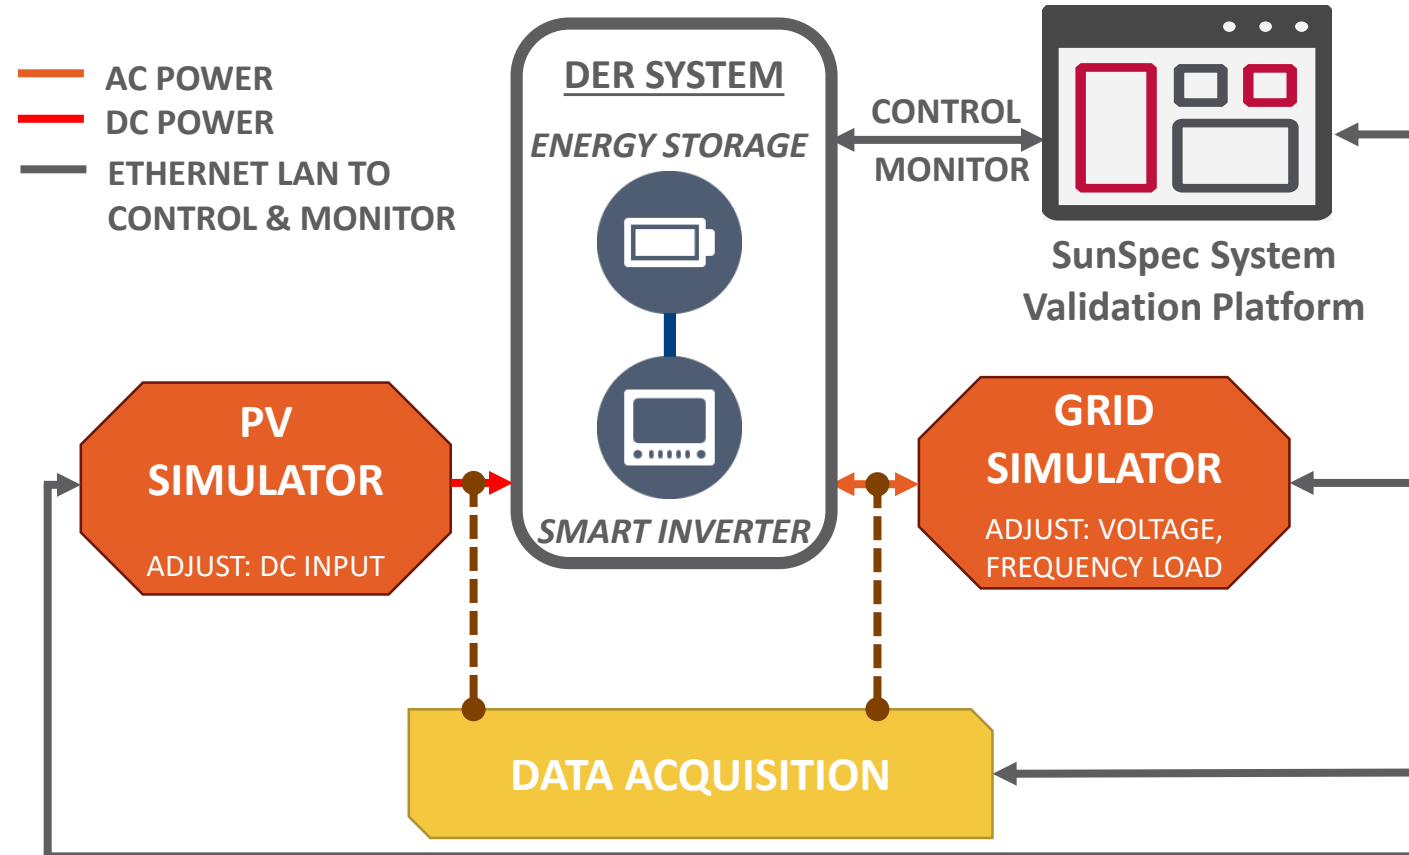 AC POWER
DC POWER
ETHERNET LAN TO
CONTROL & MONITOR
DER SYSTEM
ENERGY STORAGE
SMART INVERTER
CONTROL
MONITOR
SunSpec System
Validation Platform
PV
SIMULATOR
ADJUST: DC INPUT
GRID
SIMULATOR
ADJUST: VOLTAGE,
FREQUENCY LOAD
DATA ACQUISITION